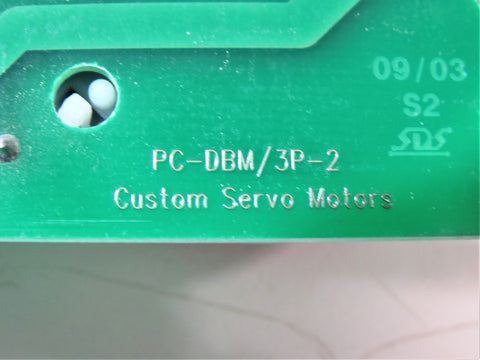 09/03
S2
SDS
PC-DBM/3P-2
Custom Servo Motors